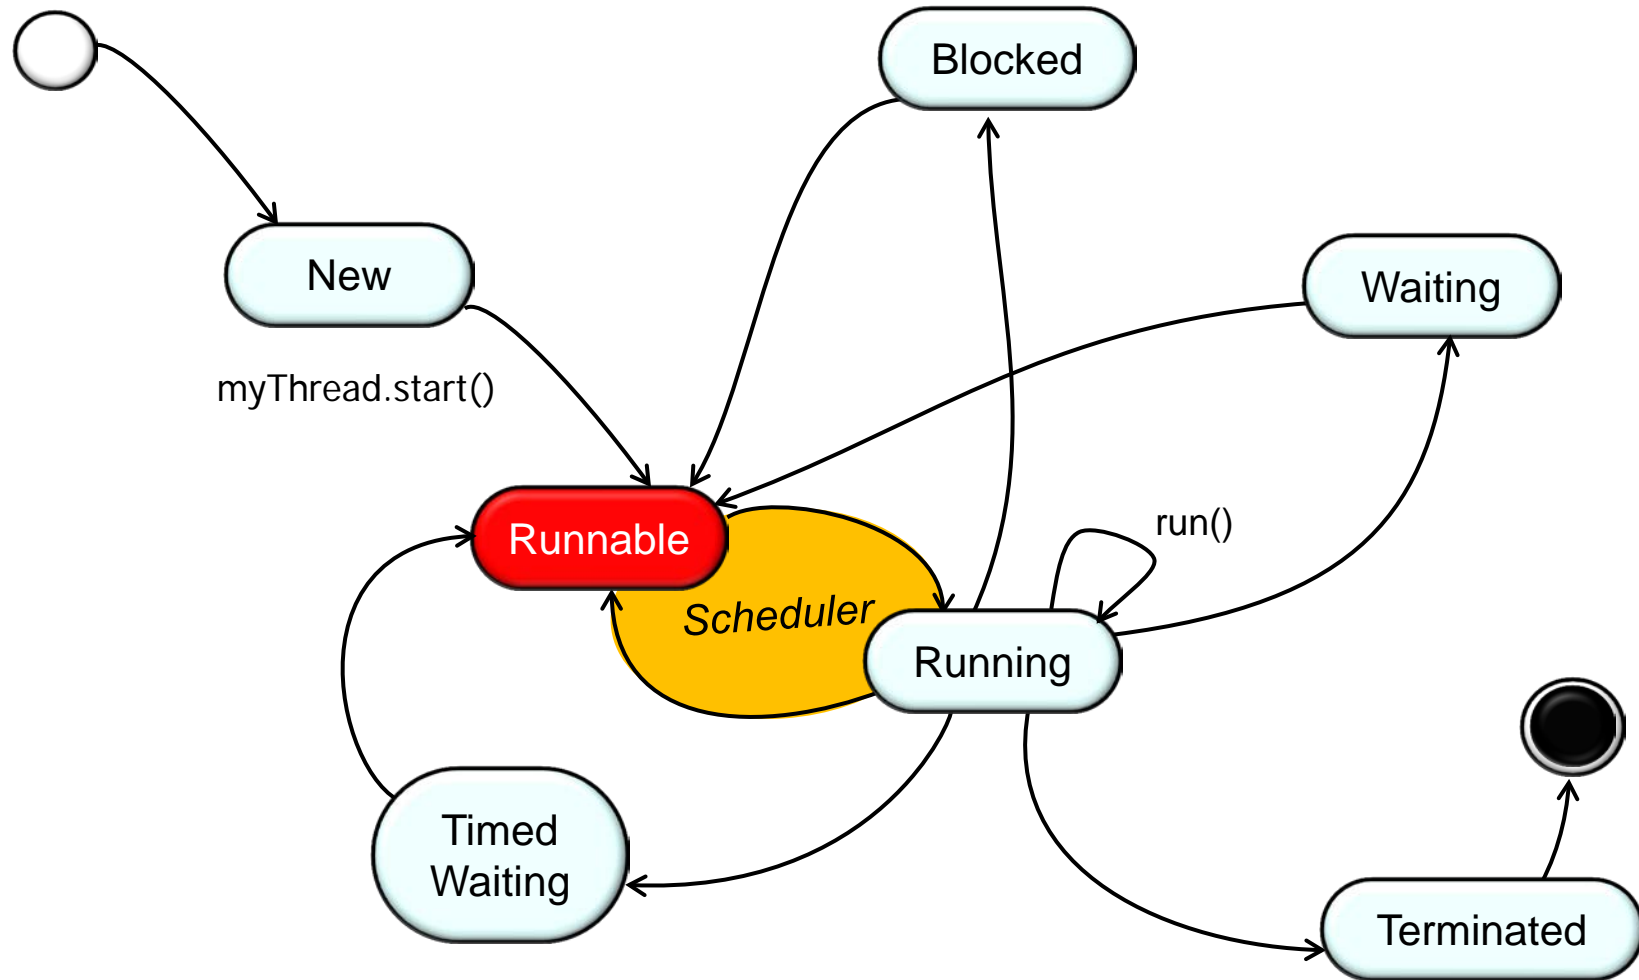 Blocked
New
Waiting
myThread.start()
Runnable
run()
Scheduler
Running
Timed
Waiting
Terminated